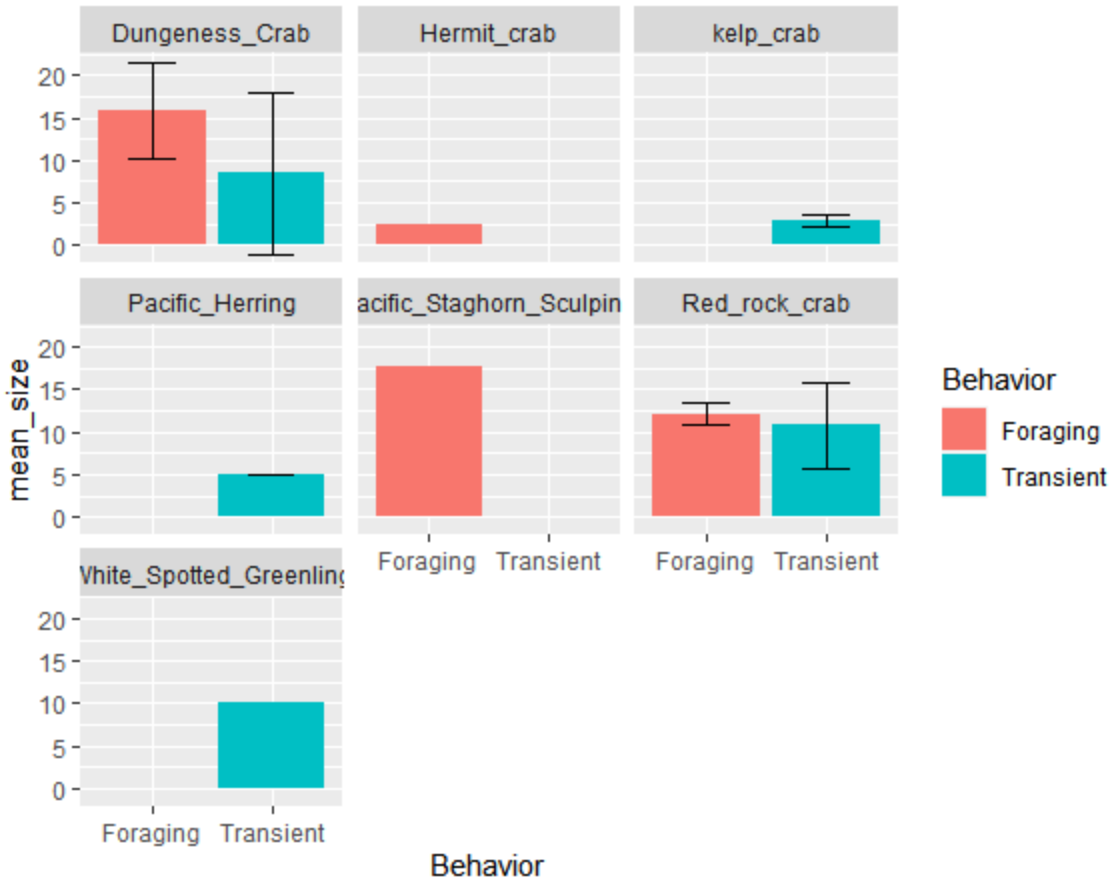 Dungeness_Crab Hermit_crab kelp_crab
20
15
10
5
0
Pacific_Herring acific_Staghorn_Sculpin Red_rock_crab
20
15
10
5
0
Foraging Transient Foraging Transient
White_Spotted_Greenling
20
15
10
5
0
Foraging Transient
Behavior
mean_size
Behavior
Foraging
Transient